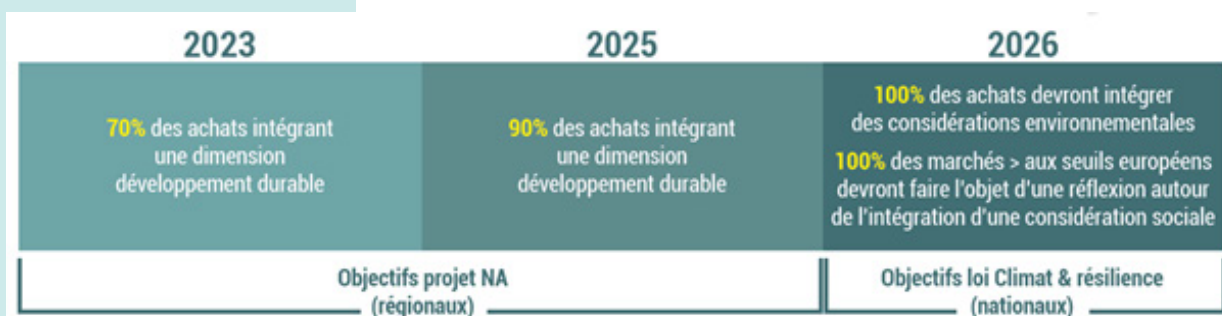 2023
70% des achats intégrant
une dimension
développement durable
2025
90% des achats intégrant
une dimension
développement durable
2026
100% des achats devront intégrer
des considérations environnementales
100% des marchés > aux seuils européens
devront faire l'objet d'une réflexion autour
de l'intégration d'une considération sociale
Objectifs projet NA
(régionaux)
Objectifs loi Climat & résilience
(nationaux)